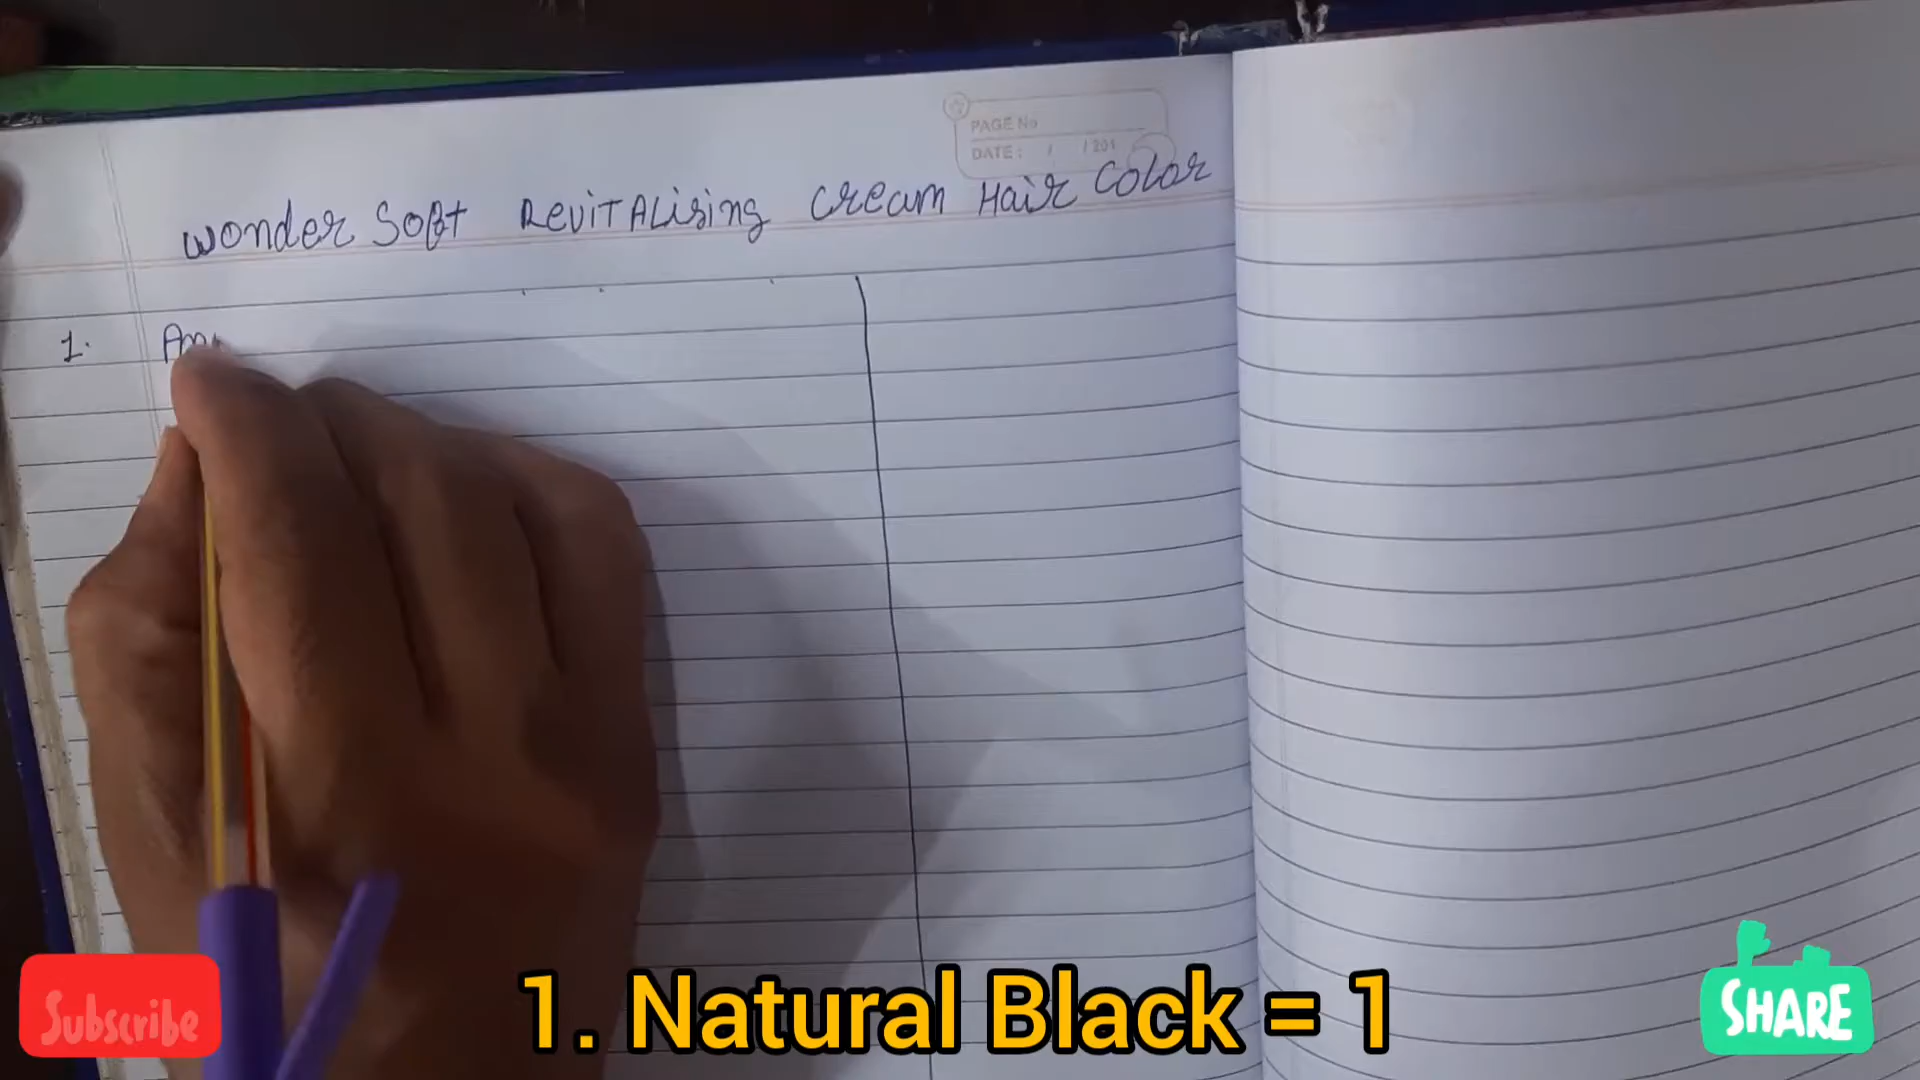 PAGE No
DATE: / / 201
wonder Soft REVITALising cream Hair Color
1.
1. Natural Black = 1
Subscribe
SHARE